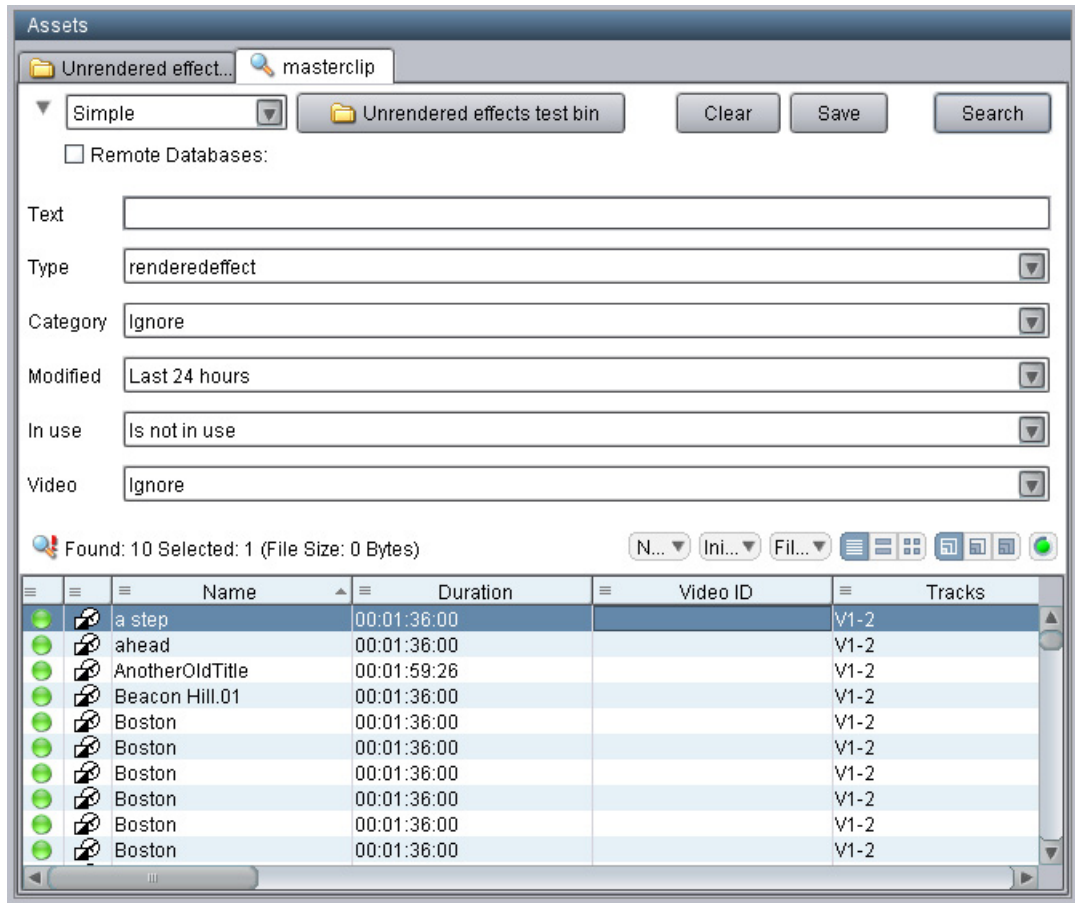 Assets
Unrendered effect... masterclip
Simple Unrendered effects test bin Clear Save Search
Remote Databases:
Text
Type renderedeffect
Category Ignore
Modified Last 24 hours
In use Is not in use
Video Ignore
Found: 10 Selected: 1 (File Size: 0 Bytes) N... Ini... Fil...
Name Duration Video ID Tracks
a step 00:01:36:00 V1-2
ahead 00:01:36:00 V1-2
AnotherOldTitle 00:01:59:26 V1-2
Beacon Hill.01 00:01:36:00 V1-2
Boston 00:01:36:00 V1-2
Boston 00:01:36:00 V1-2
Boston 00:01:36:00 V1-2
Boston 00:01:36:00 V1-2
Boston 00:01:36:00 V1-2
Boston 00:01:36:00 V1-2